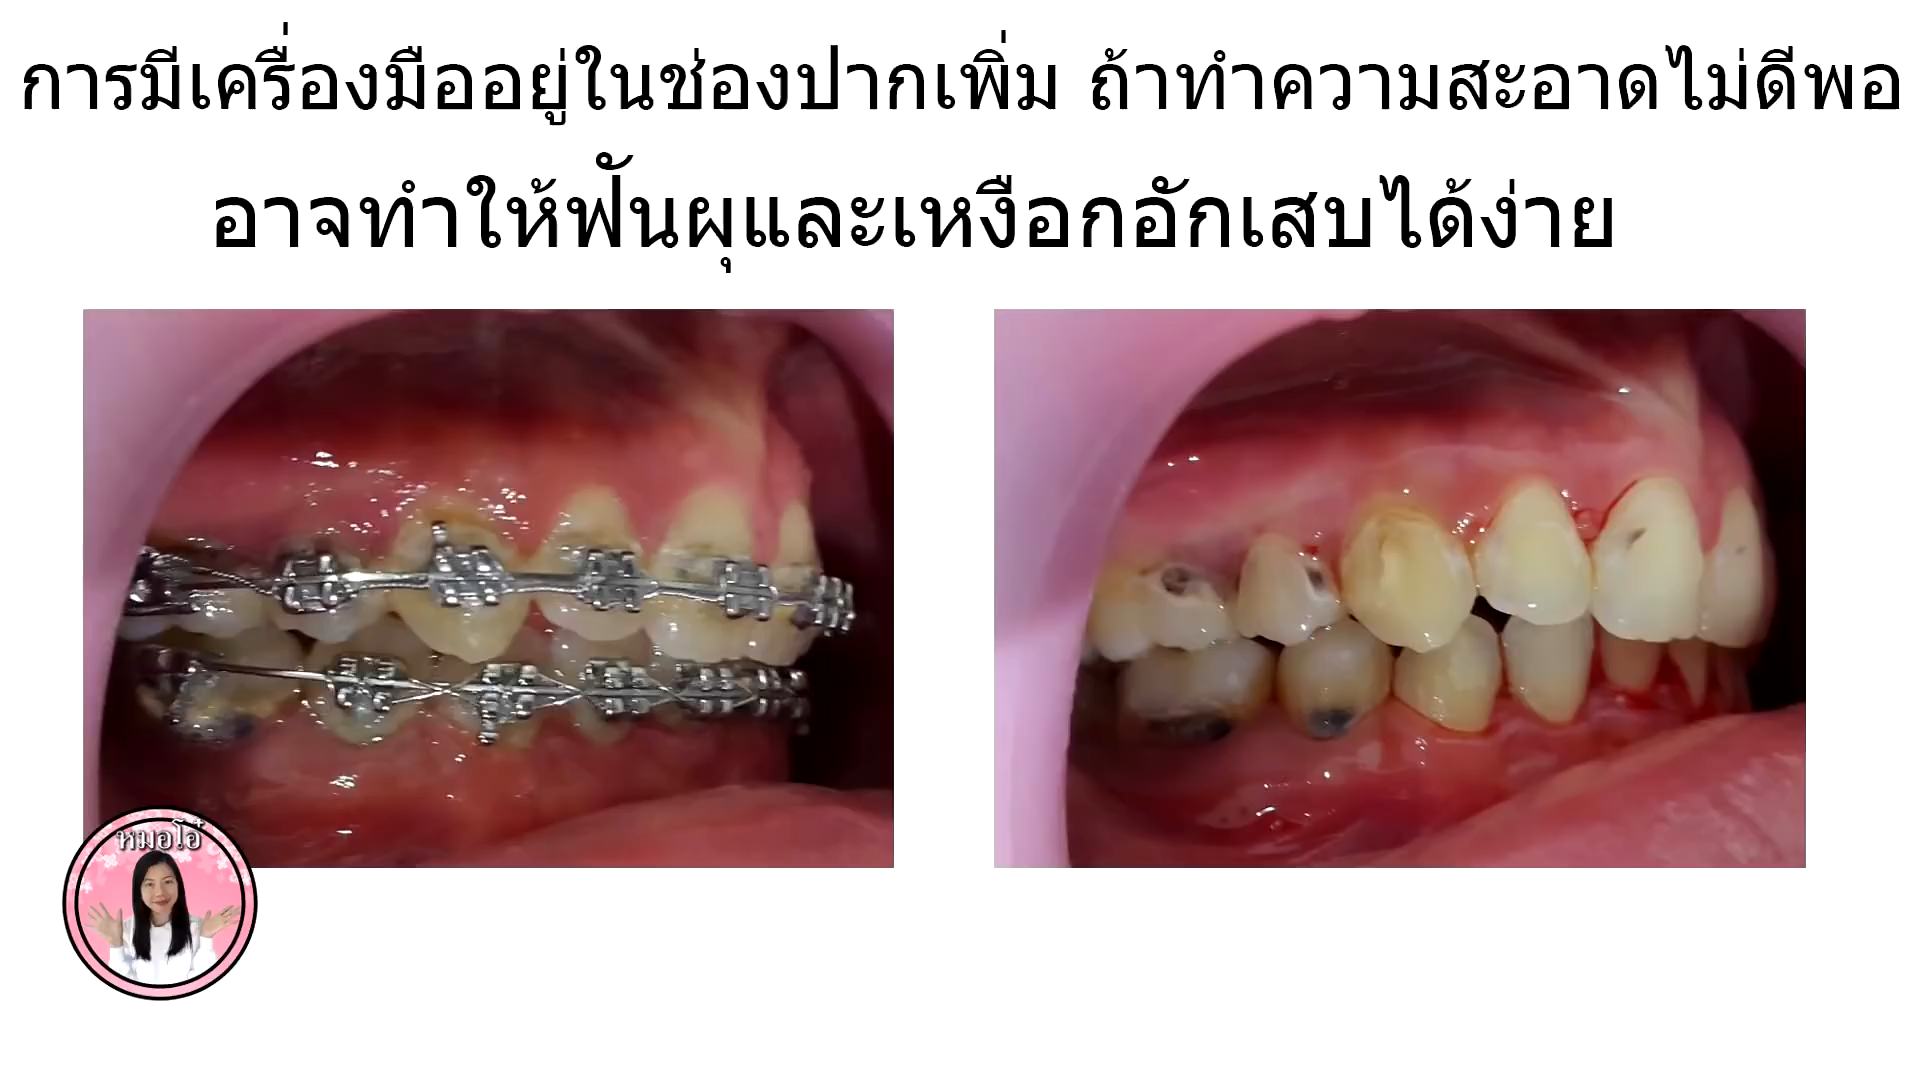 การมีเครื่องมืออยู่ในช่องปากเพิ่ม ถ้าทำความสะอาดไม่ดีพอ
อาจทำให้ฟันผุและเหงือกอักเสบได้ง่าย
หมอโอ๋